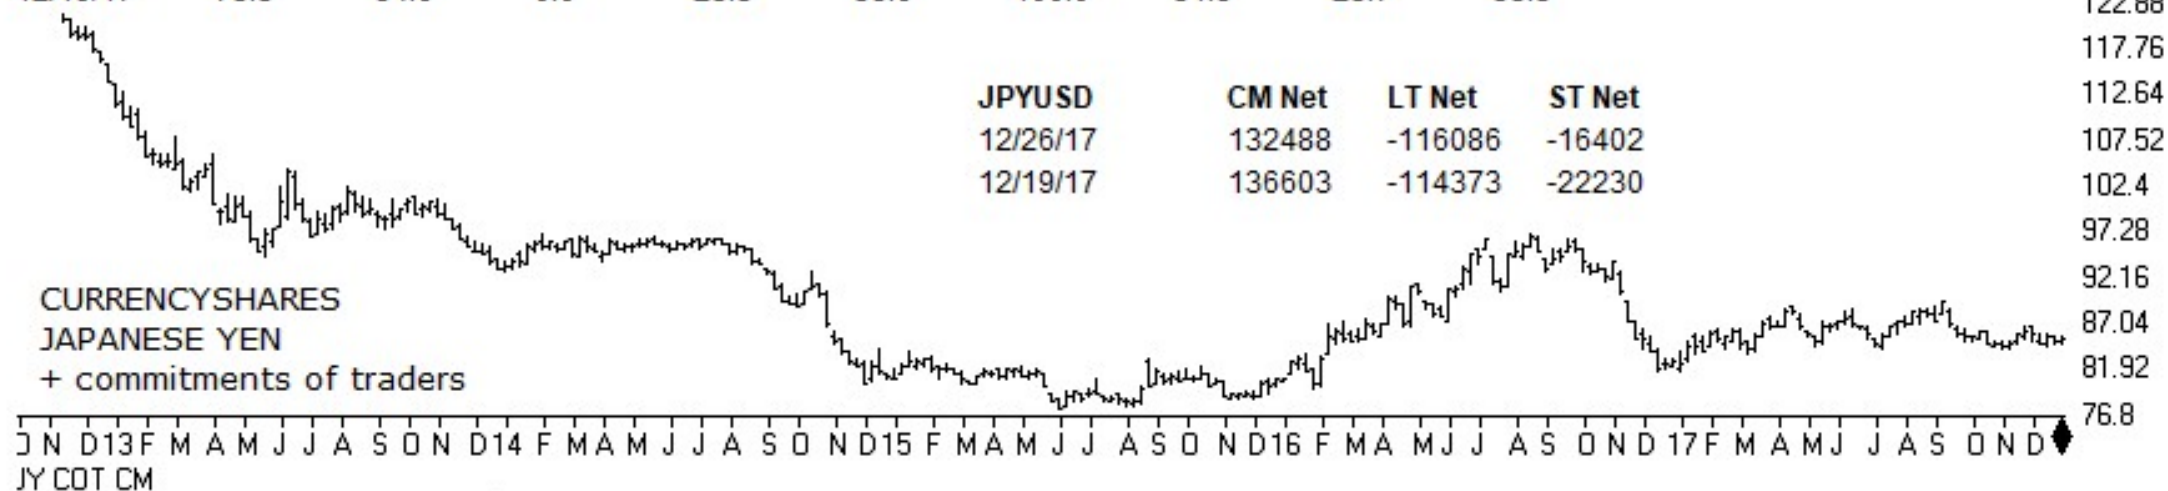 122.88
117.76
JPYUSD CM Net LT Net ST Net
112.64
12/26/17 132488 -116086 -16402
107.52
12/19/17 136603 -114373 -22230
102.4
97.28
92.16
CURRENCYSHARES
87.04
JAPANESE YEN
81.92
+ commitments of traders
76.8
N D13 F M A M J J A S O N D14 F M A M J J A S O N D15 F M A M J J A S O N D16 F M A M J J A S O N D 17 F M A M J J A S O N D
JY COT CM